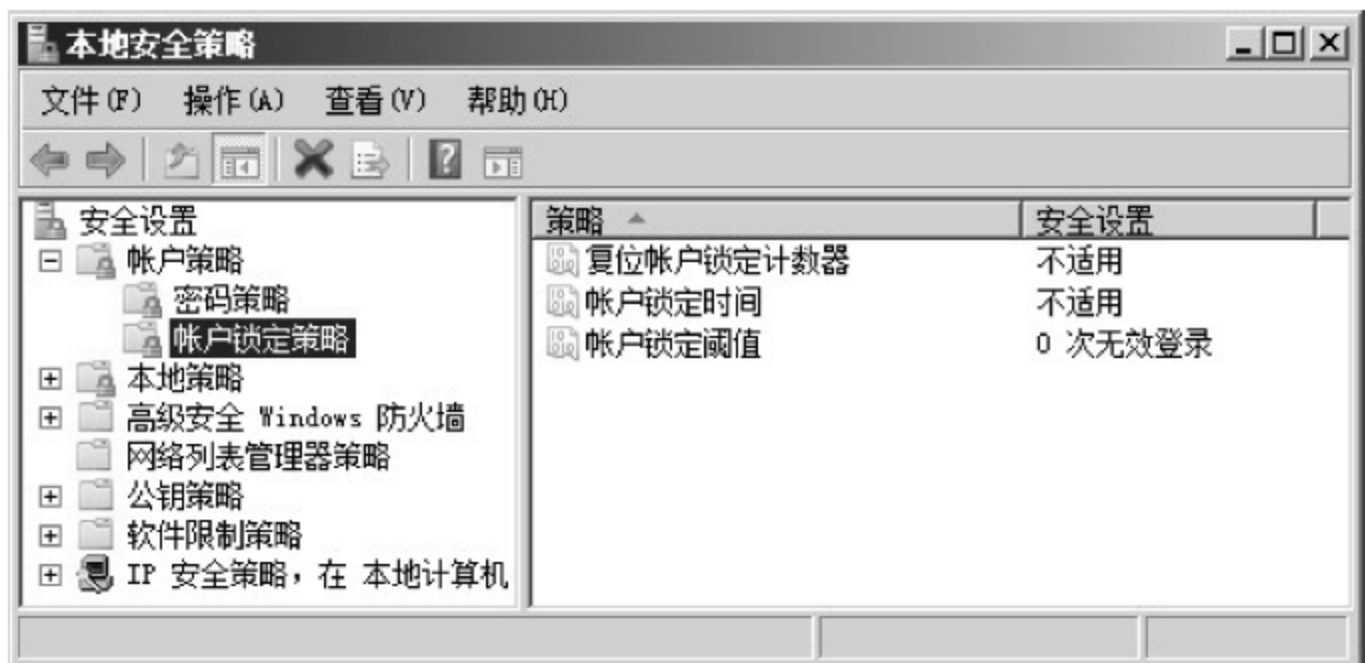 本地安全策略
文件(F) 操作(A) 查看(V) 帮助(H)
安全设置
帐户策略
密码策略
帐户锁定策略
本地策略
高级安全 Windows 防火墙
网络列表管理器策略
公钥策略
软件限制策略
IP 安全策略，在 本地计算机
策略 安全设置
复位帐户锁定计数器 不适用
帐户锁定时间 不适用
帐户锁定阈值 0 次无效登录